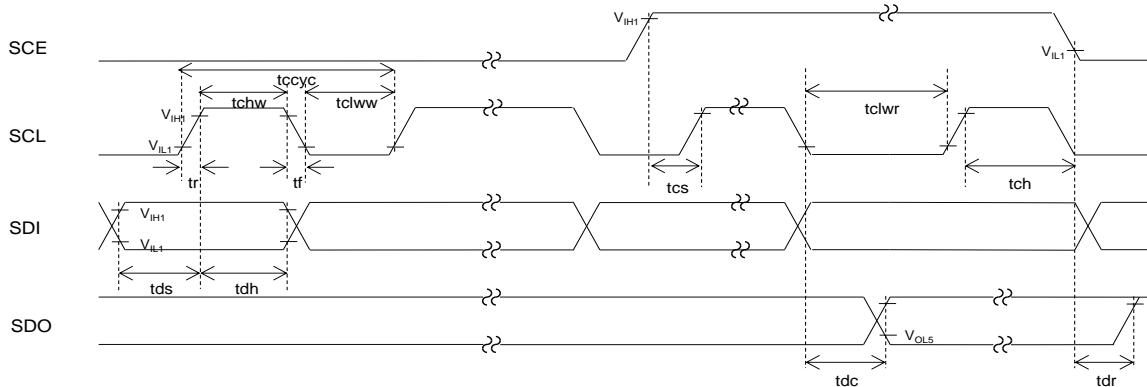 SCE
V_IH1
V_IL1
tccyc
tchw
tclww
tclwr
SCL
V_IH1
V_IL1
tr
tf
tcs
tch
SDI
V_IH1
V_IL1
tds
tdh
SDO
V_OL5
tdc
tdr